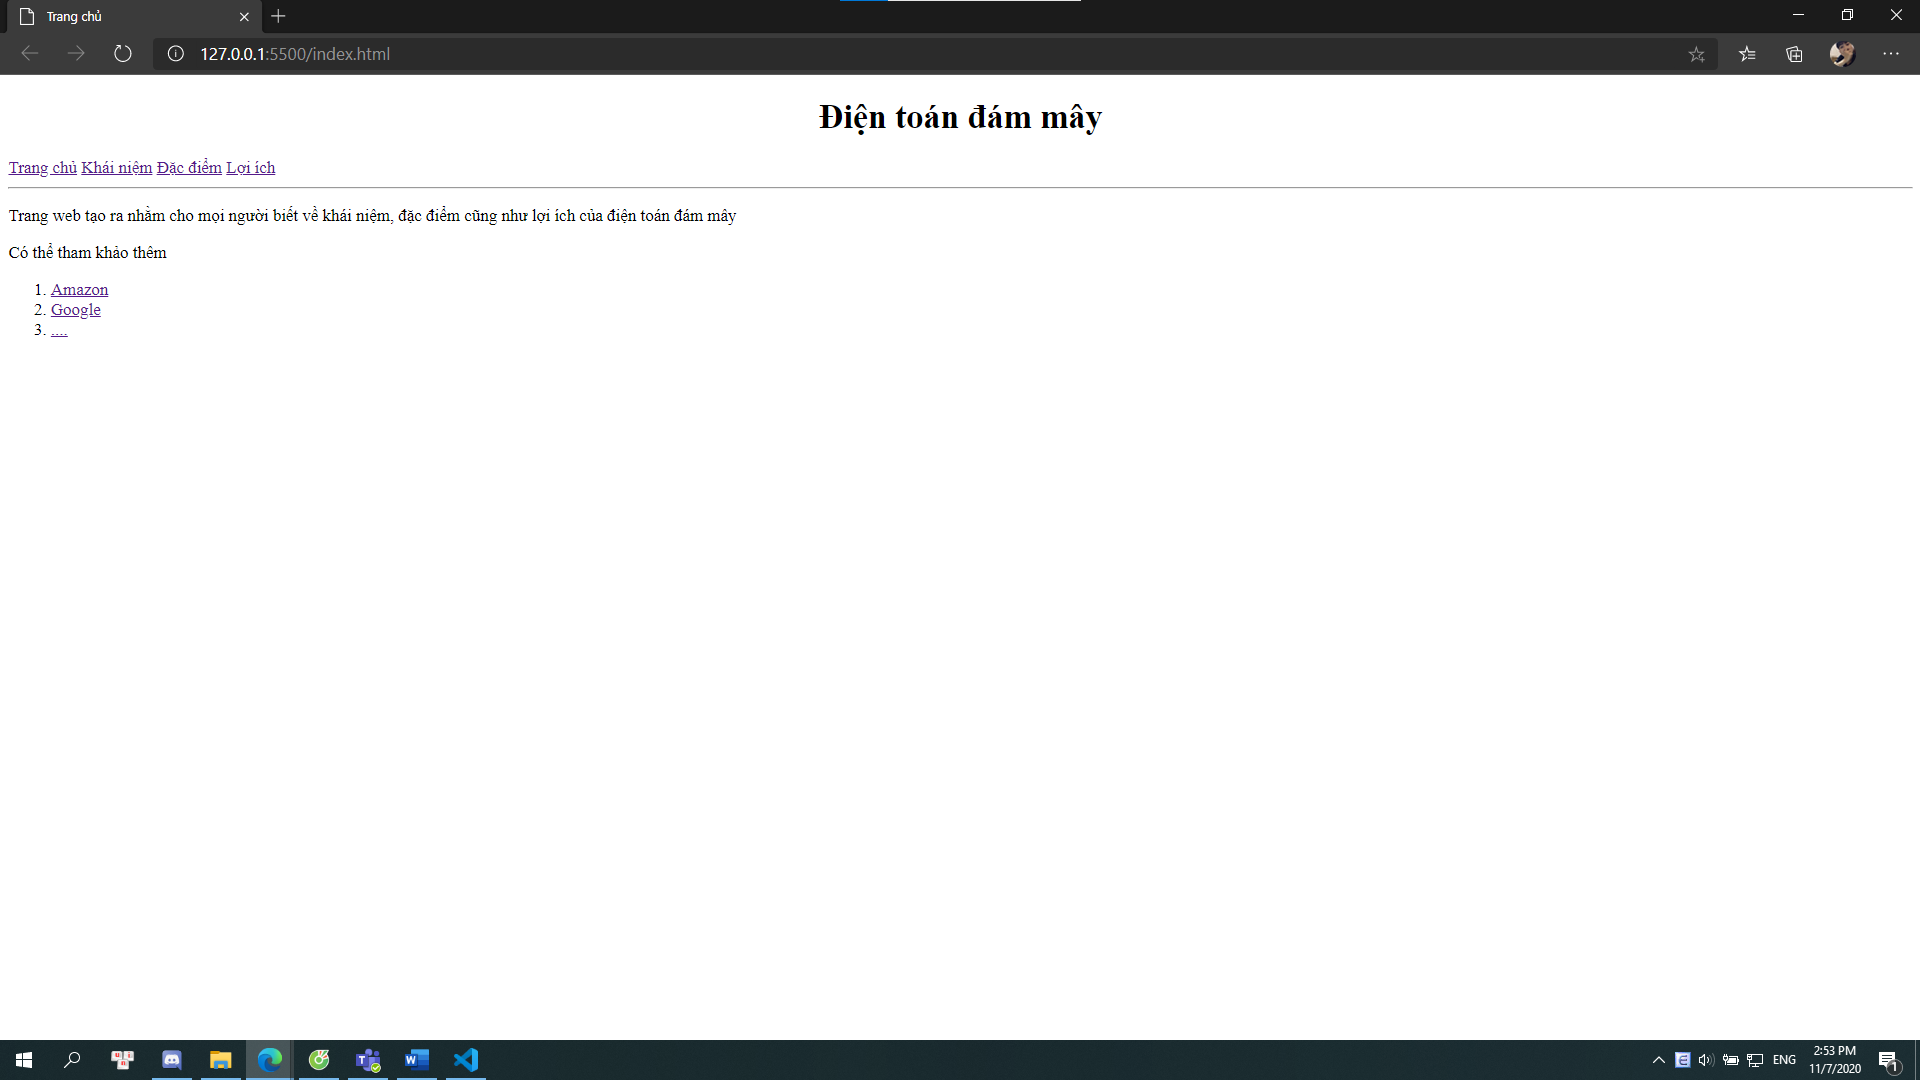 Trang chủ
127.0.0.1:5500/index.html
Điện toán đám mây
Trang chủ Khái niệm Đặc điểm Lợi ích
Trang web tạo ra nhằm cho mọi người biết về khái niệm, đặc điểm cũng như lợi ích của điện toán đám mây
Có thể tham khảo thêm
1. Amazon
2. Google
3. ....
ENG
2:53 PM
11/7/2020
1